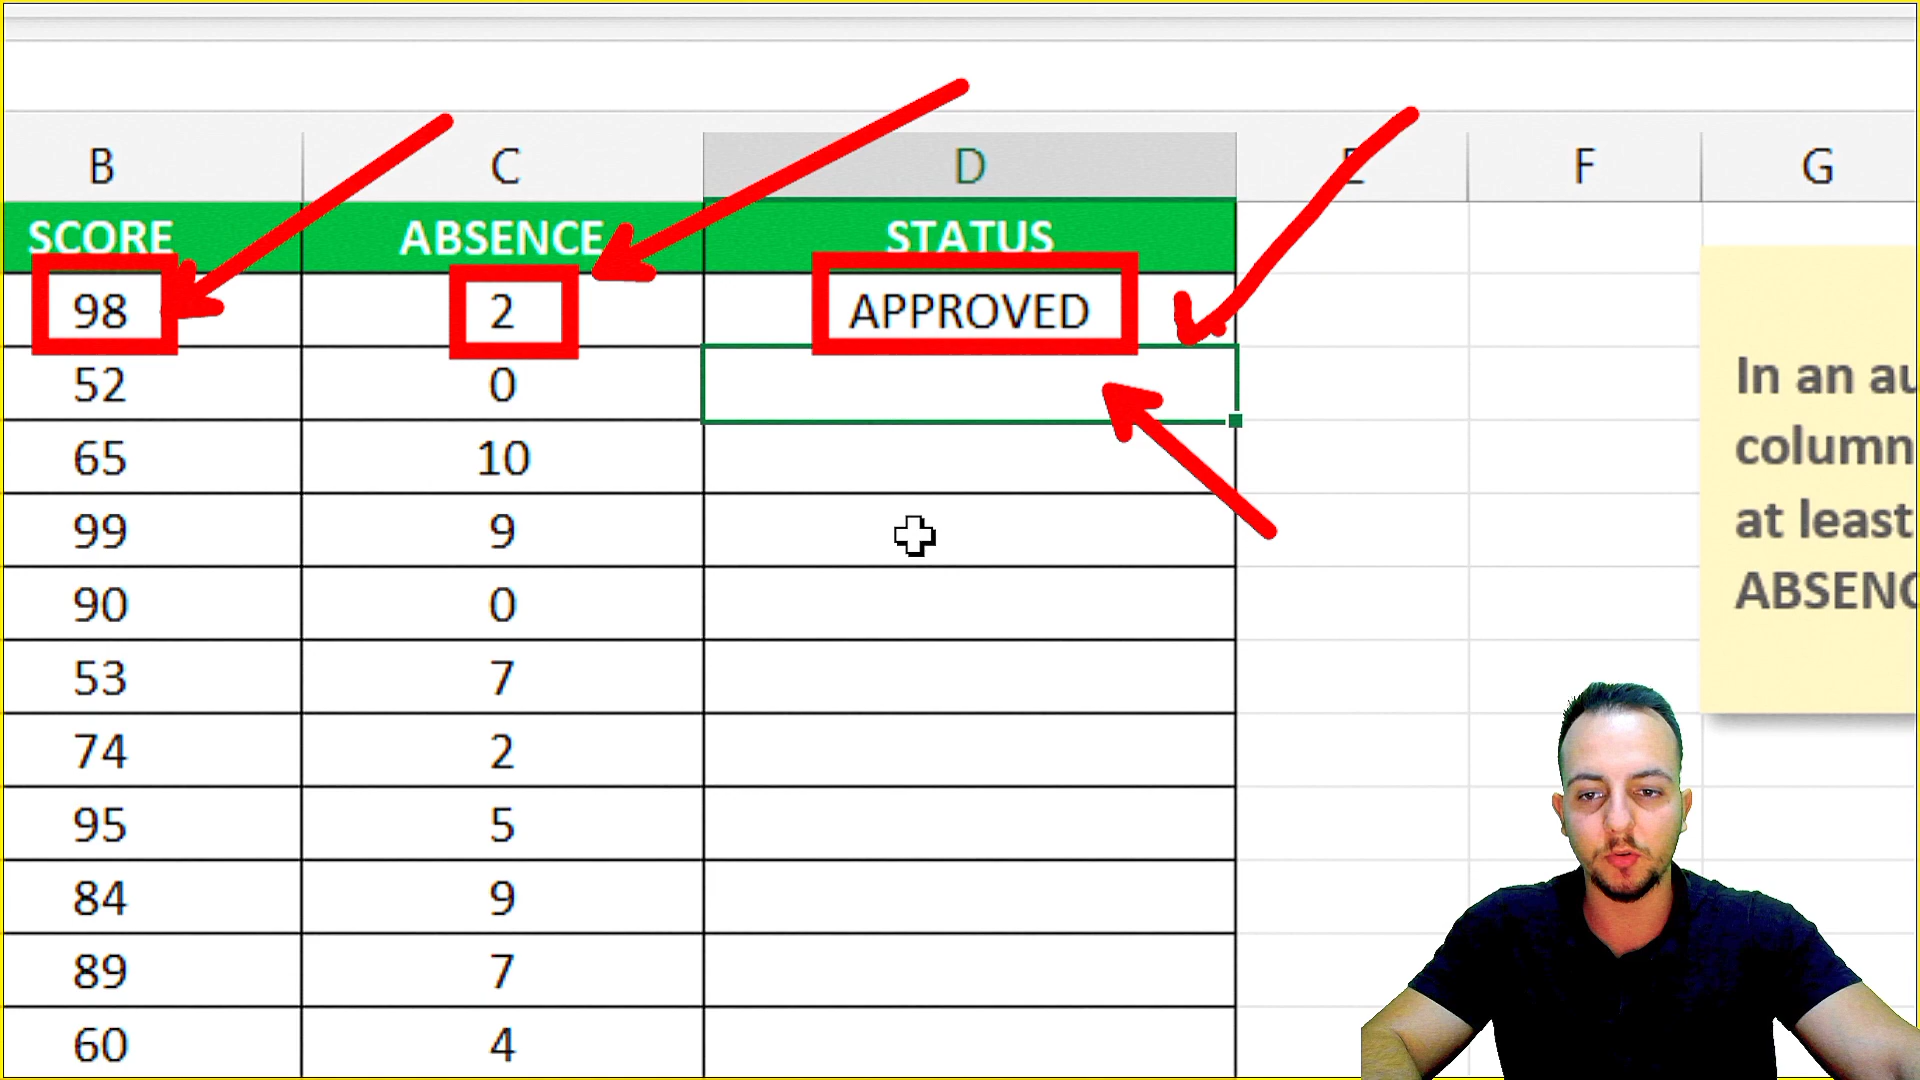 B C D E F G
SCORE ABSENCE STATUS
98 2 APPROVED
52 0
65 10
99 9
90 0
53 7
74 2
95 5
84 9
89 7
60 4
In an au
column
at least
ABSENC